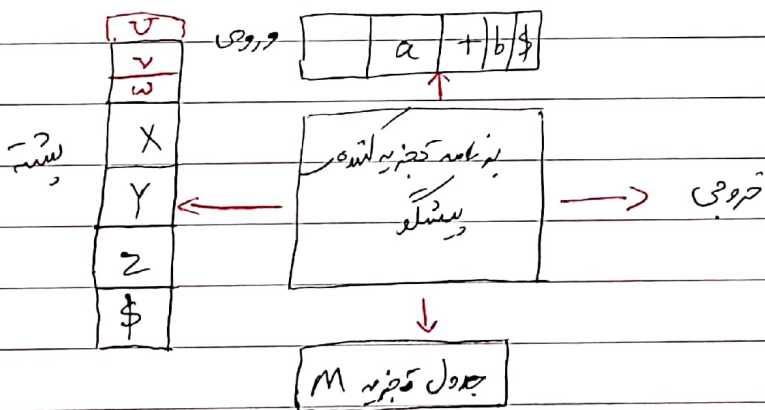 U
v
w
X
Y
Z
$
پشته
ورودی
a + b $
برنامه تجزیه کننده
پیشگو
خروجی
جدول تجزیه M